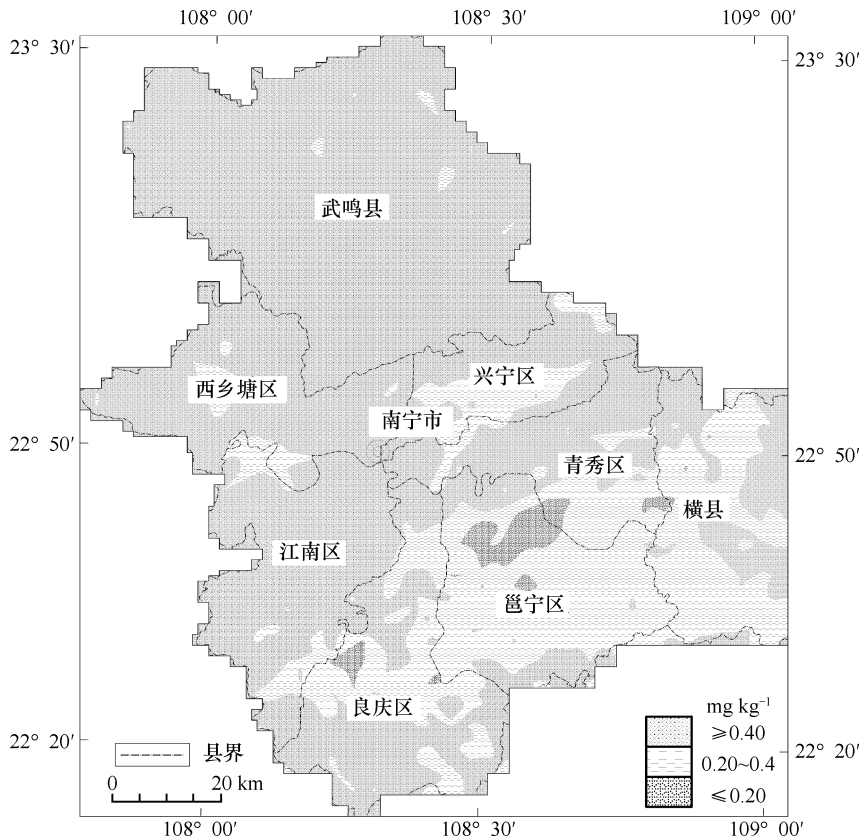 108° 00′
108° 30′
109° 00′
23° 30′
23° 30′
武鸣县
西乡塘区
兴宁区
南宁市
22° 50′
青秀区
22° 50′
横县
江南区
邕宁区
良庆区
mg kg⁻¹
≥0.40
0.20~0.4
≤0.20
22° 20′
县界
22° 20′
0
20 km
108° 00′
108° 30′
109° 00′